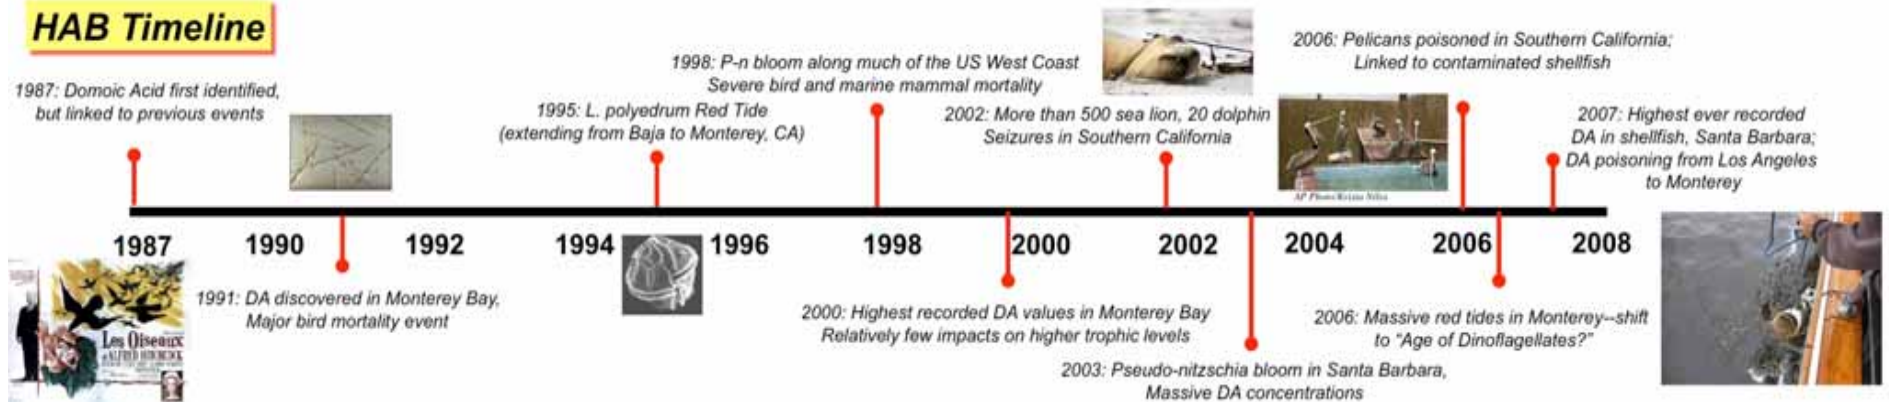 HAB Timeline
1987: Domoic Acid first identified,
but linked to previous events
1995: L. polyedrum Red Tide
(extending from Baja to Monterey, CA)
1998: P-n bloom along much of the US West Coast
Severe bird and marine mammal mortality
2002: More than 500 sea lion, 20 dolphin
Seizures in Southern California
2006: Pelicans poisoned in Southern California;
Linked to contaminated shellfish
AP Photo/
2007: Highest ever recorded
DA in shellfish, Santa Barbara;
DA poisoning from Los Angeles
to Monterey
1987 1990 1992 1994 1996 1998 2000 2002 2004 2006 2008
Les Oiseaux
ALFRED HITCHCOCK
1991: DA discovered in Monterey Bay,
Major bird mortality event
2000: Highest recorded DA values in Monterey Bay
Relatively few impacts on higher trophic levels
2003: Pseudo-nitzschia bloom in Santa Barbara,
Massive DA concentrations
2006: Massive red tides in Monterey--shift
to “Age of Dinoflagellates?”